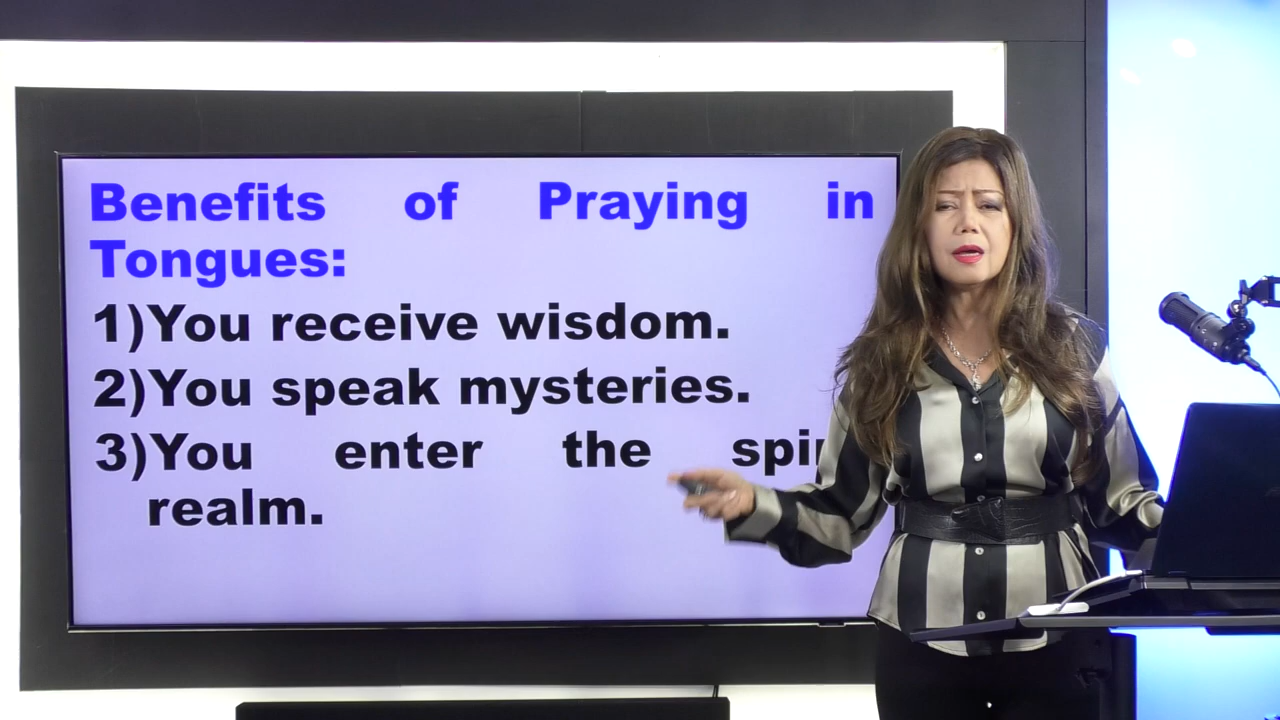 Benefits of Praying in
Tongues:
1)You receive wisdom.
2)You speak mysteries.
3)You enter the
realm.